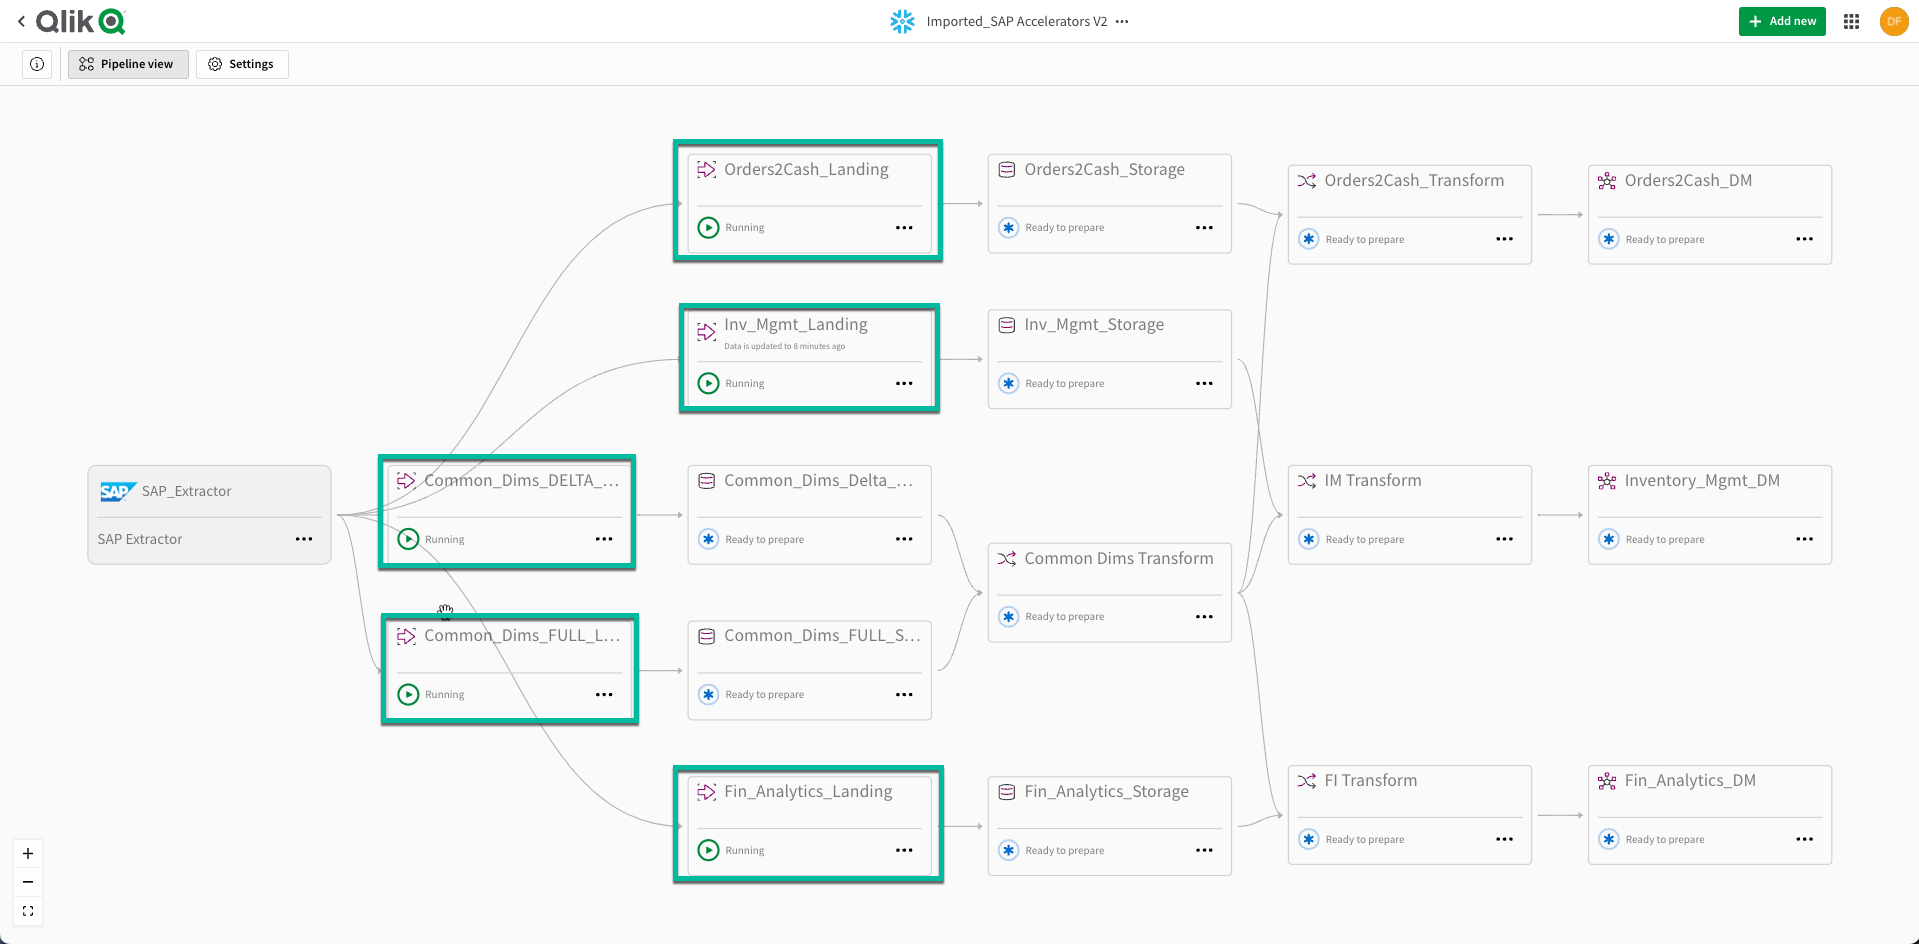 Qlik
Imported_SAP Accelerators V2
Add new
DF
Pipeline view
Settings
Orders2Cash_Landing
Running
Orders2Cash_Storage
Ready to prepare
Orders2Cash_Transform
Ready to prepare
Orders2Cash_DM
Ready to prepare
Inv_Mgmt_Landing
Data is updated to 8 minutes ago
Running
Inv_Mgmt_Storage
Ready to prepare
SAP
SAP_Extractor
SAP Extractor
Common_Dims_DELTA_...
Running
Common_Dims_Delta_...
Ready to prepare
Common Dims Transform
Ready to prepare
IM Transform
Ready to prepare
Inventory_Mgmt_DM
Ready to prepare
Common_Dims_FULL_L...
Running
Common_Dims_FULL_S...
Ready to prepare
Fin_Analytics_Landing
Running
Fin_Analytics_Storage
Ready to prepare
FI Transform
Ready to prepare
Fin_Analytics_DM
Ready to prepare